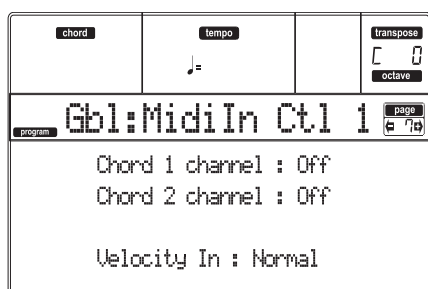 chord tempo transpose
♩= C 0
octave
program Gbl:MidiIn Ctl 1 page 7
Chord 1 channel : Off
Chord 2 channel : Off
Velocity In : Normal